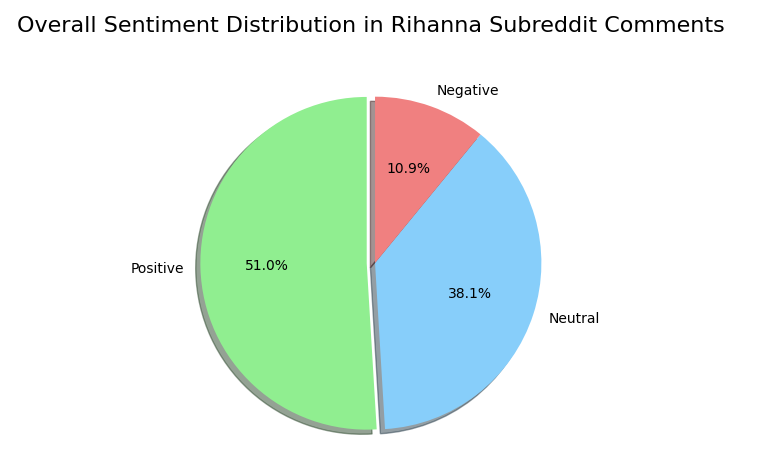 Overall Sentiment Distribution in Rihanna Subreddit Comments
Negative
10.9%
Positive
51.0%
38.1%
Neutral